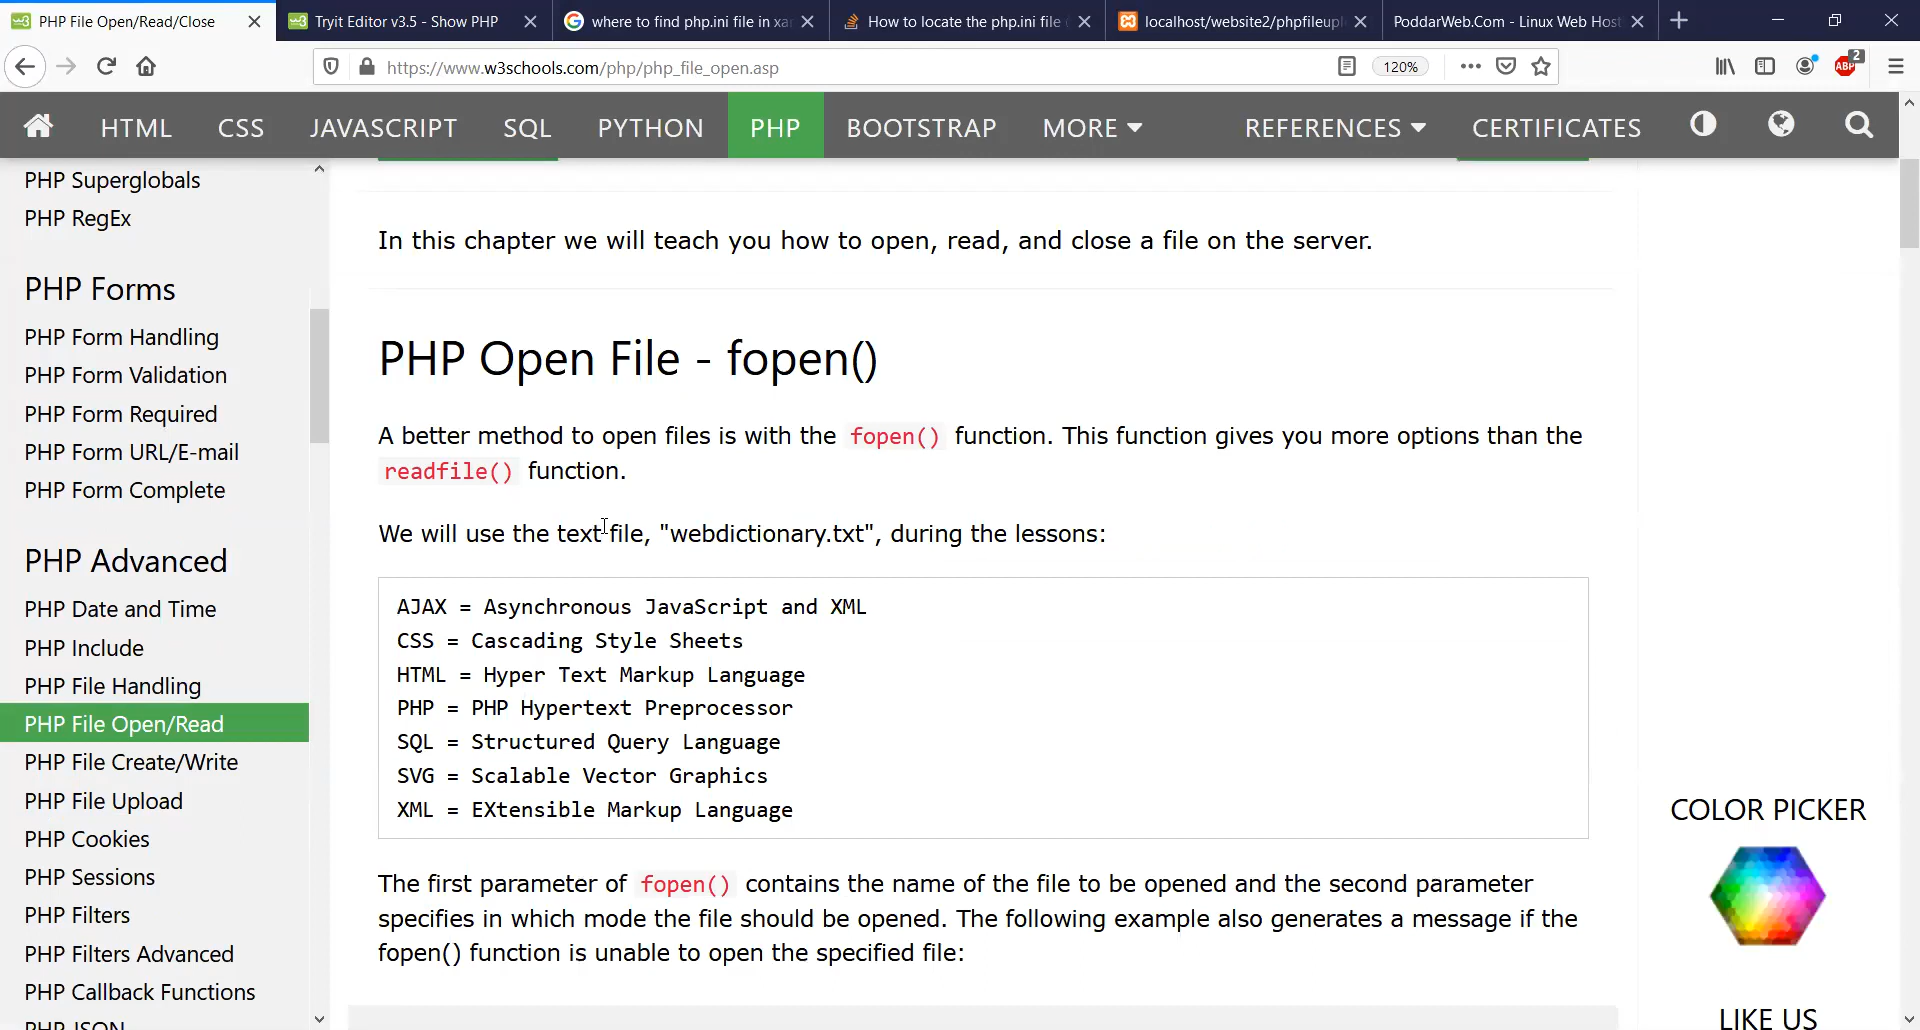 PHP File Open/Read/Close
Tryit Editor v3.5 - Show PHP
where to find php.ini file in xa
How to locate the php.ini file
localhost/website2/phpfileupl
PoddarWeb.Com - Linux Web Host
https://www.w3schools.com/php/php_file_open.asp
120%
ABP
2
HTML
CSS
JAVASCRIPT
SQL
PYTHON
PHP
BOOTSTRAP
MORE
REFERENCES
CERTIFICATES
PHP Superglobals
PHP RegEx
PHP Forms
PHP Form Handling
PHP Form Validation
PHP Form Required
PHP Form URL/E-mail
PHP Form Complete
PHP Advanced
PHP Date and Time
PHP Include
PHP File Handling
PHP File Open/Read
PHP File Create/Write
PHP File Upload
PHP Cookies
PHP Sessions
PHP Filters
PHP Filters Advanced
PHP Callback Functions
PHP JSON
In this chapter we will teach you how to open, read, and close a file on the server.
PHP Open File - fopen()
A better method to open files is with the fopen() function. This function gives you more options than the
readfile() function.
We will use the text file, "webdictionary.txt", during the lessons:
AJAX = Asynchronous JavaScript and XML
CSS = Cascading Style Sheets
HTML = Hyper Text Markup Language
PHP = PHP Hypertext Preprocessor
SQL = Structured Query Language
SVG = Scalable Vector Graphics
XML = EXtensible Markup Language
The first parameter of fopen() contains the name of the file to be opened and the second parameter
specifies in which mode the file should be opened. The following example also generates a message if the
fopen() function is unable to open the specified file:
COLOR PICKER
LIKE US